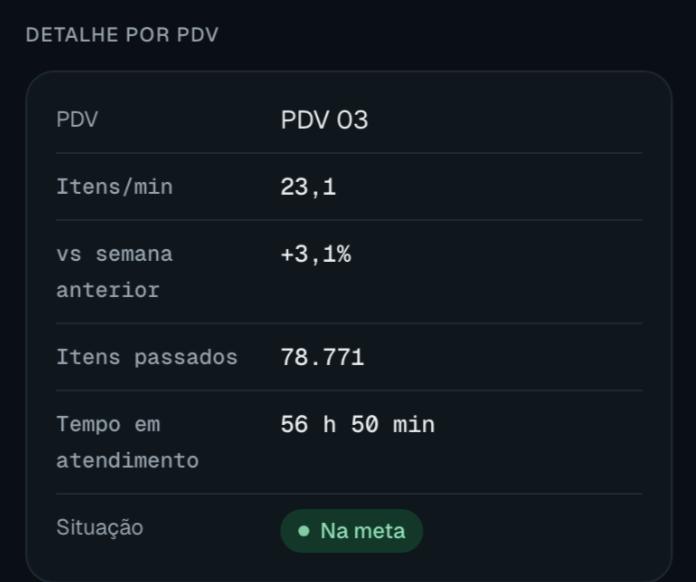 DETALHE POR PDV
PDV PDV 03
Itens/min 23,1
vs semana +3,1%
anterior
Itens passados 78.771
Tempo em 56 h 50 min
atendimento
Situação Na meta